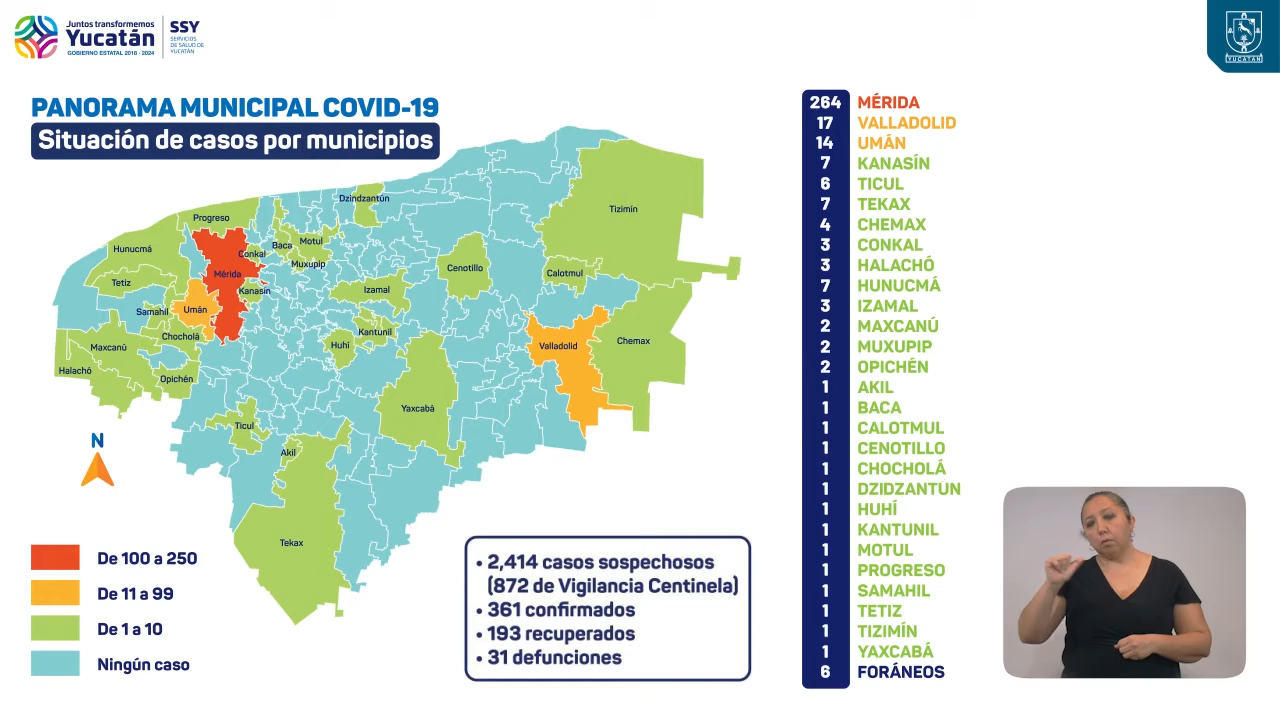 Juntos transformemos
Yucatán
GOBIERNO ESTATAL 2018 - 2024
SSY
SERVICIOS
DE SALUD DE
YUCATÁN
YUCATÁN
PANORAMA MUNICIPAL COVID-19
Situación de casos por municipios
Dzindzantún
Tizimín
Progreso
Motul
Baca
Hunucmá
Conkal
Muxupip
Cenotillo
Calotmul
Mérida
Tetiz
Kanasín
Izamal
Samahil
Umán
Kantunil
Chocholá
Huhí
Valladolid
Chemax
Maxcanú
Halachó
Opichén
Yaxcabá
Ticul
Akil
Tekax
N
De 100 a 250
De 11 a 99
De 1 a 10
Ningún caso
• 2,414 casos sospechosos
(872 de Vigilancia Centinela)
• 361 confirmados
• 193 recuperados
• 31 defunciones
264 MÉRIDA
17 VALLADOLID
14 UMÁN
7 KANASÍN
6 TICUL
7 TEKAX
4 CHEMAX
3 CONKAL
3 HALACHÓ
7 HUNUCMÁ
3 IZAMAL
2 MAXCANÚ
2 MUXUPIP
2 OPICHÉN
1 AKIL
1 BACA
1 CALOTMUL
1 CENOTILLO
1 CHOCHOLÁ
1 DZIDZANTÚN
1 HUHÍ
1 KANTUNIL
1 MOTUL
1 PROGRESO
1 SAMAHIL
1 TETIZ
1 TIZIMÍN
1 YAXCABÁ
6 FORÁNEOS